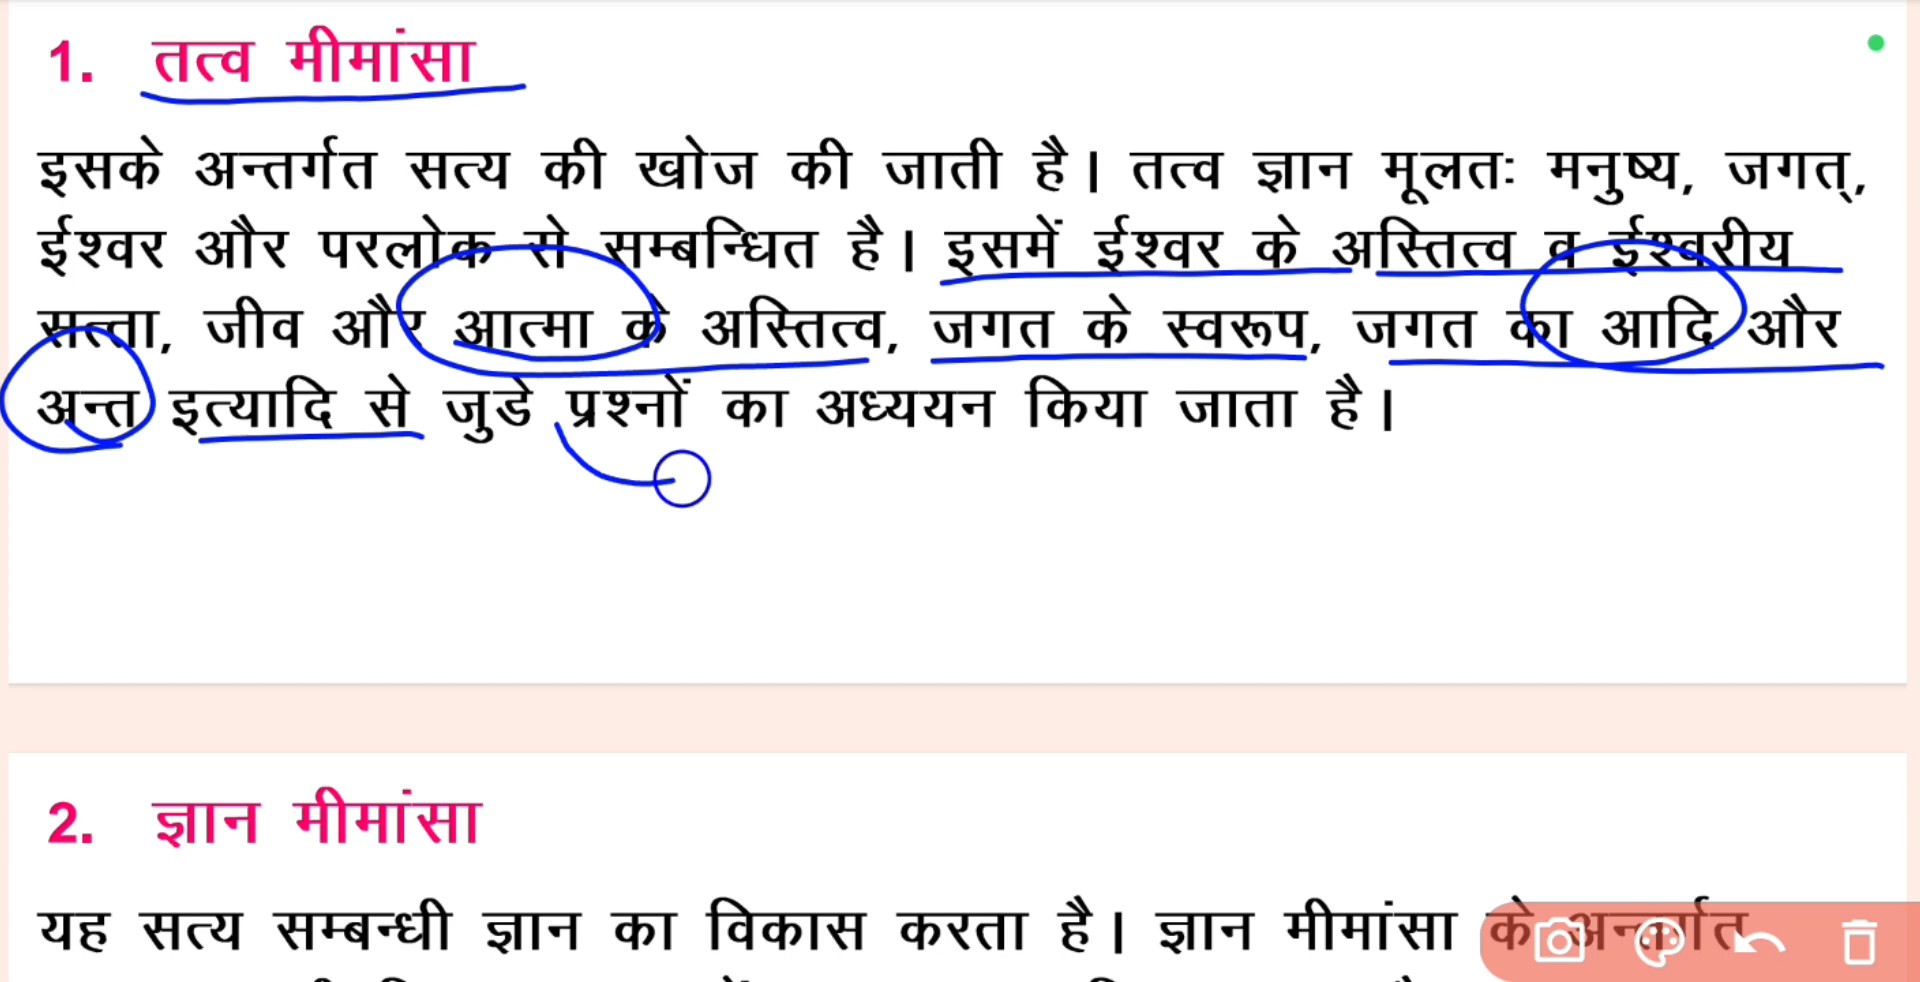 1. तत्व मीमांसा
इसके अन्तर्गत सत्य की खोज की जाती है। तत्व ज्ञान मूलतः मनुष्य, जगत्,
ईश्वर और परलोक से सम्बन्धित है। इसमें ईश्वर के अस्तित्व व ईश्वरीय
सत्ता, जीव और आत्मा के अस्तित्व, जगत के स्वरूप, जगत का आदि और
अन्त इत्यादि से जुडे प्रश्नों का अध्ययन किया जाता है।
2. ज्ञान मीमांसा
यह सत्य सम्बन्धी ज्ञान का विकास करता है। ज्ञान मीमांसा के अन्तर्गत